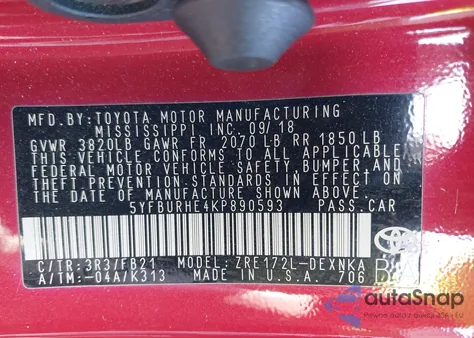 MFD.BY:TOYOTA MOTOR MANUFACTURING
MISSISSIPPI INC. 09/18
GVWR 3820LB GAWR FR 2070 LB RR 1850 LB
THIS VEHICLE CONFORMS TO ALL APPLICABLE
FEDERAL MOTOR VEHICLE SAFETY,BUMPER,AND
THEFT PREVENTION STANDARDS IN EFFECT ON
THE DATE OF MANUFACTURE SHOWN ABOVE.
5YFBURHE4KP890593 PASS.CAR
C/TR:3R3/FB21 MODEL:ZRE172L-DEXNKA
A/TM:-04A/K313 MADE IN U.S.A. 706
autoSnap